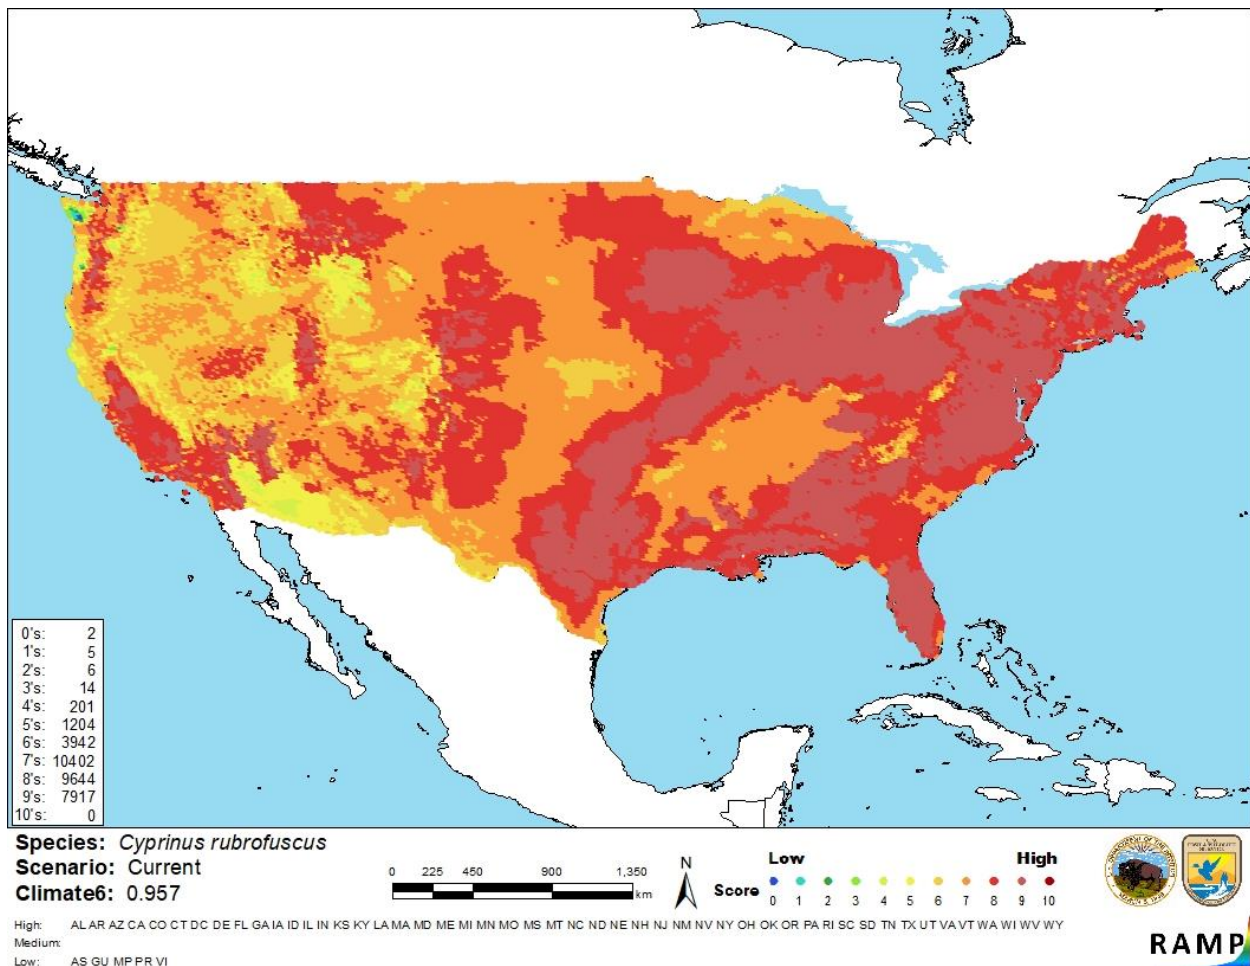 0's: 2
1's: 5
2's: 6
3's: 14
4's: 201
5's: 1204
6's: 3942
7's: 10402
8's: 9644
9's: 7917
10's: 0
Species: Cyprinus rubrofuscus
Scenario: Current
Climate6: 0.957
0 225 450 900 1,350
km
N
Low High
Score
0 1 2 3 4 5 6 7 8 9 10
High: AL AR AZ CA CO CT DC DE FL GA IA ID IL IN KS KY LA MA MD ME MI MN MO MS MT NC ND NE NH NJ NM NV NY OH OK OR PA RI SC SD TN TX UT VA VT WA WI WV WY
Medium:
Low: AS GU MP PR VI
RAMP